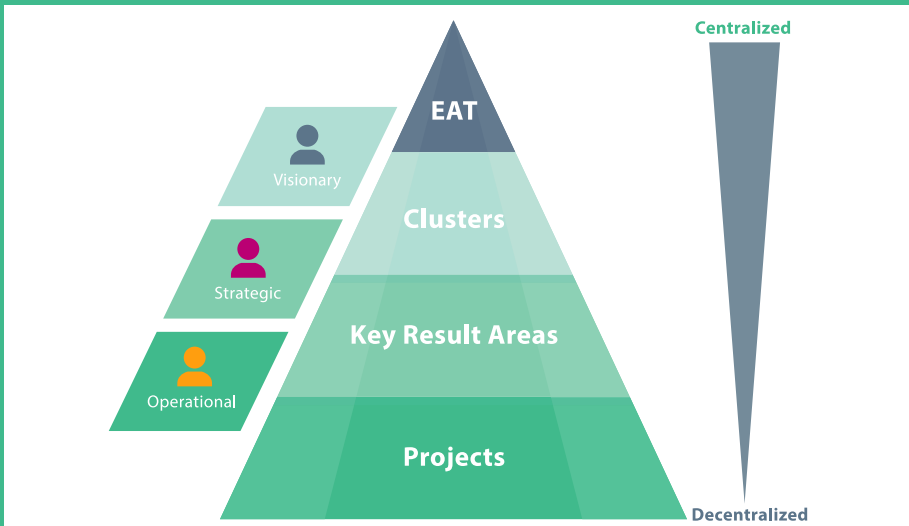 Centralized
EAT
Visionary
Clusters
Strategic
Key Result Areas
Operational
Projects
Decentralized